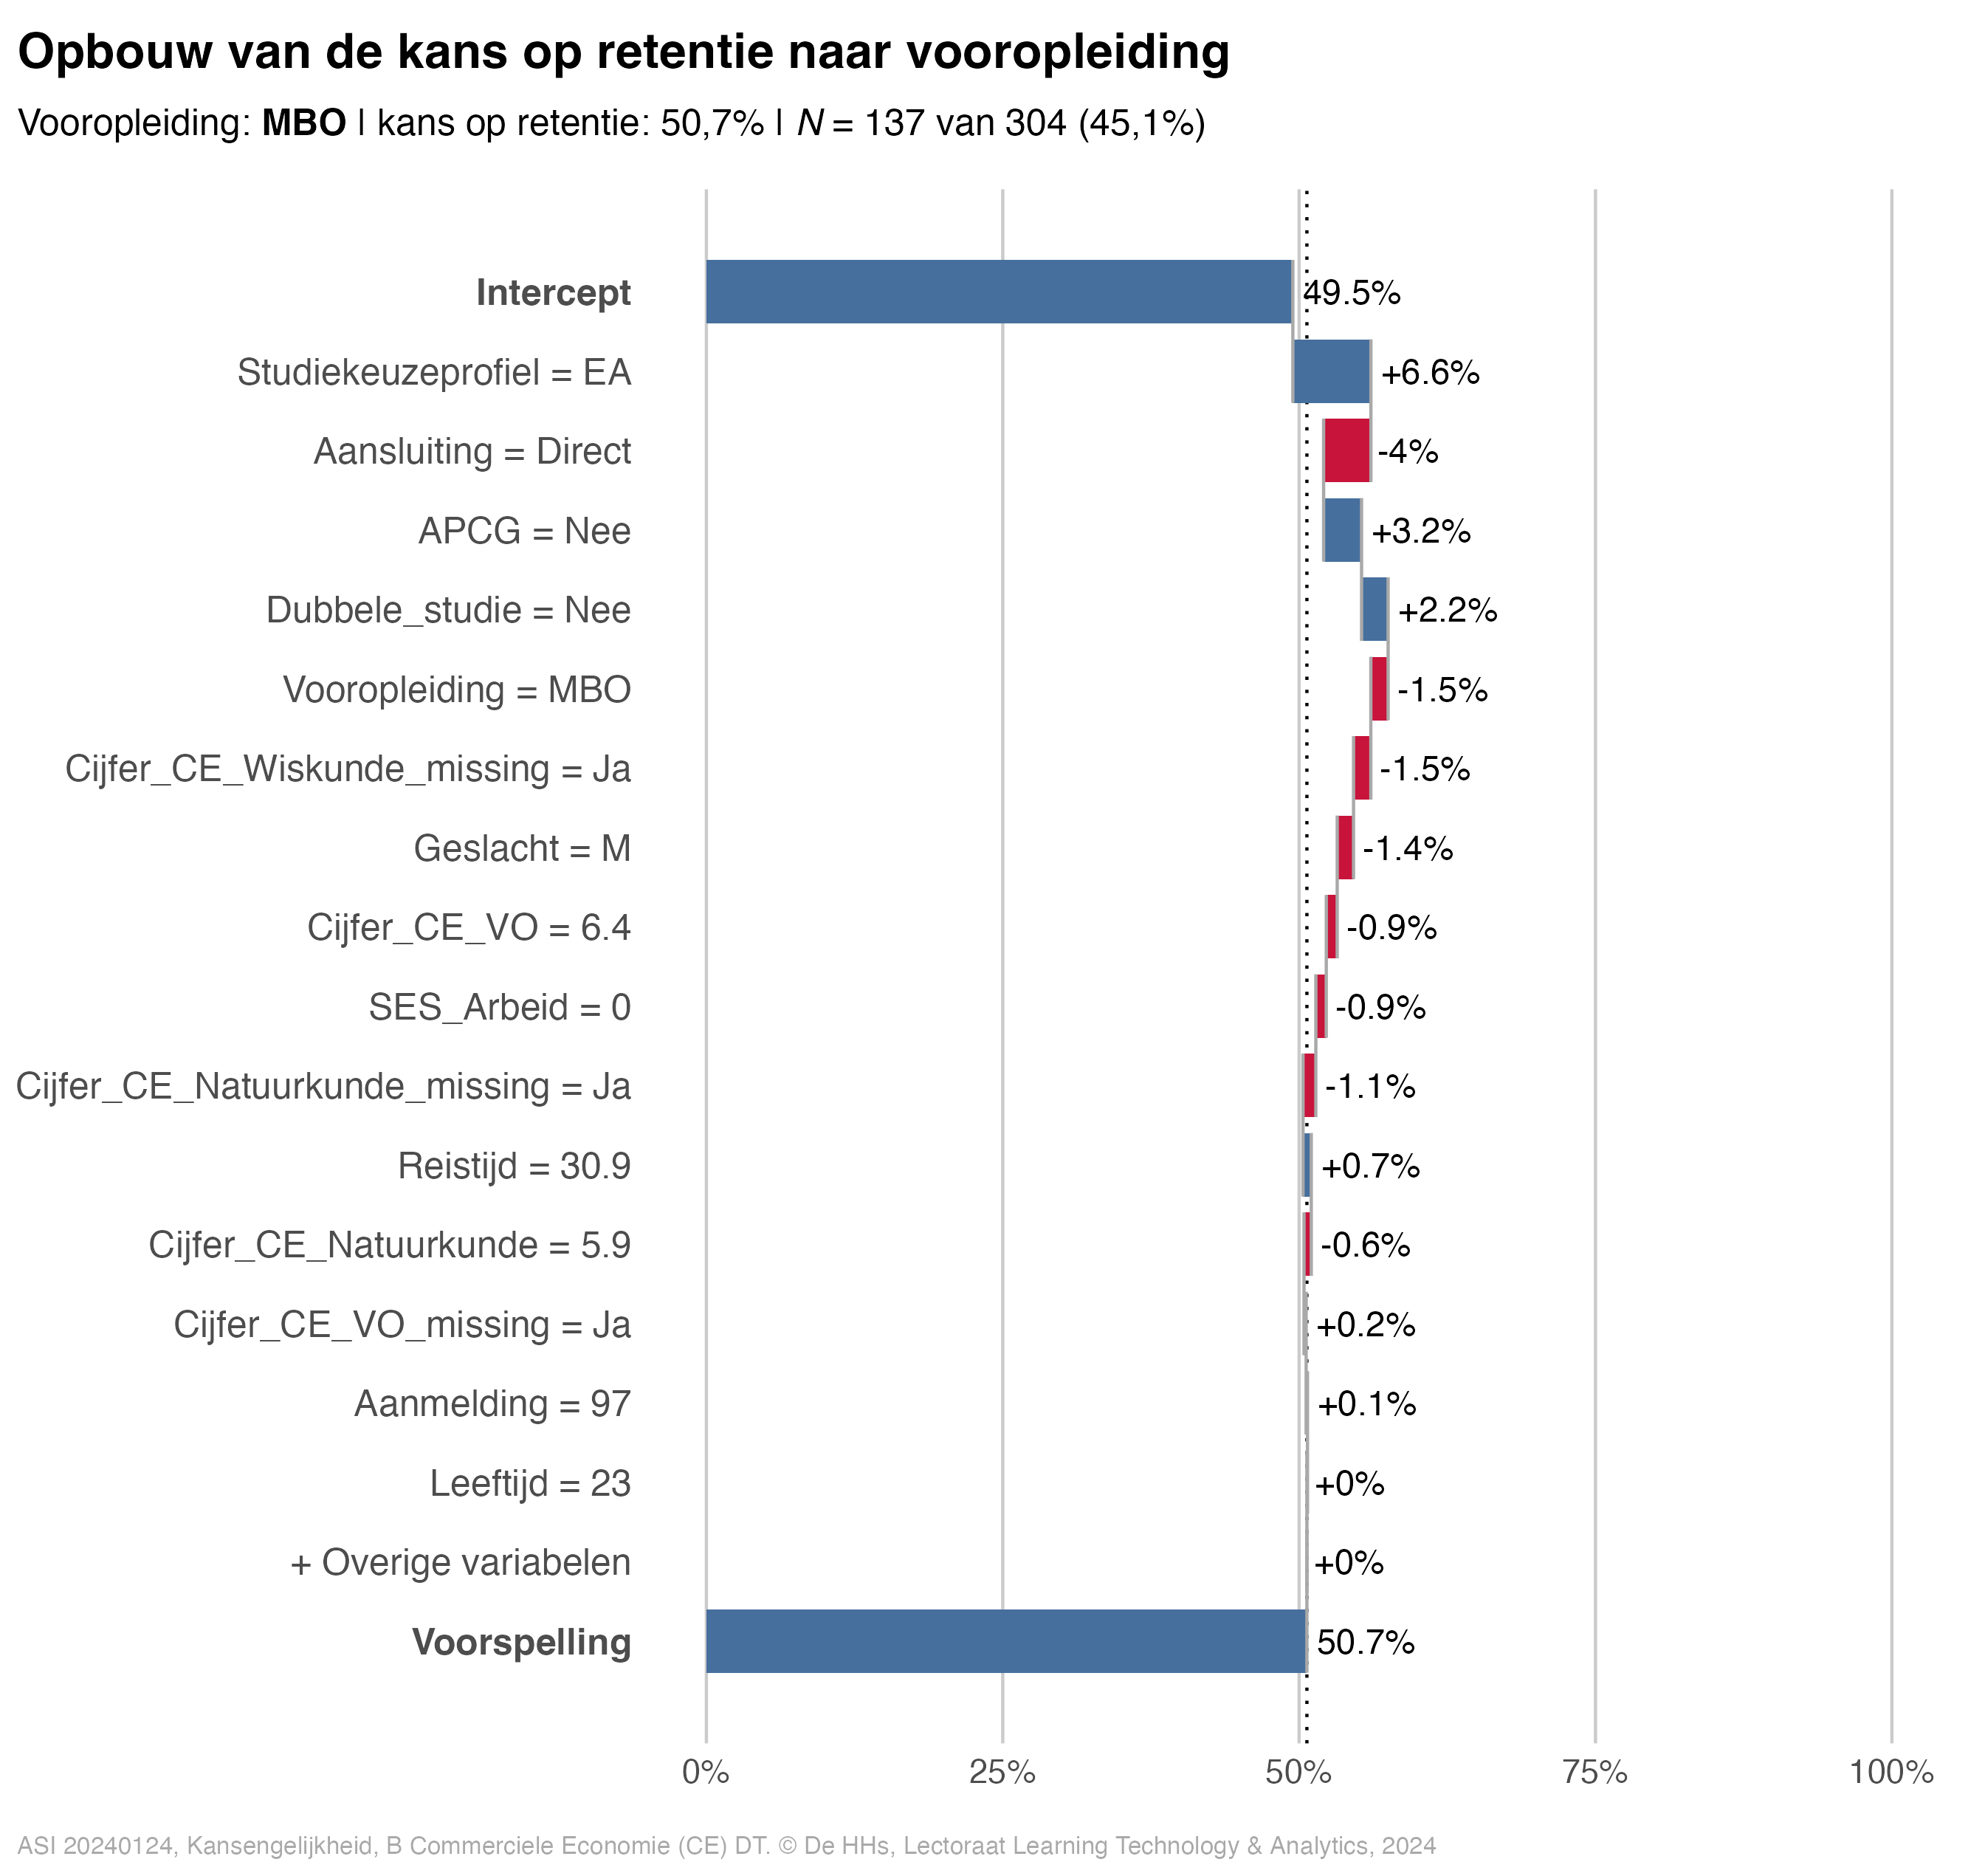 Opbouw van de kans op retentie naar vooropleiding
Vooropleiding: MBO | kans op retentie: 50,7% | N = 137 van 304 (45,1%)
Intercept 49.5%
Studiekeuzeprofiel = EA +6.6%
Aansluiting = Direct -4%
APCG = Nee +3.2%
Dubbele_studie = Nee +2.2%
Vooropleiding = MBO -1.5%
Cijfer_CE_Wiskunde_missing = Ja -1.5%
Geslacht = M -1.4%
Cijfer_CE_VO = 6.4 -0.9%
SES_Arbeid = 0 -0.9%
Cijfer_CE_Natuurkunde_missing = Ja -1.1%
Reistijd = 30.9 +0.7%
Cijfer_CE_Natuurkunde = 5.9 -0.6%
Cijfer_CE_VO_missing = Ja +0.2%
Aanmelding = 97 +0.1%
Leeftijd = 23 +0%
+ Overige variabelen +0%
Voorspelling 50.7%
0% 25% 50% 75% 100%
ASI 20240124, Kansengelijkheid, B Commerciele Economie (CE) DT. © De HHs, Lectoraat Learning Technology & Analytics, 2024